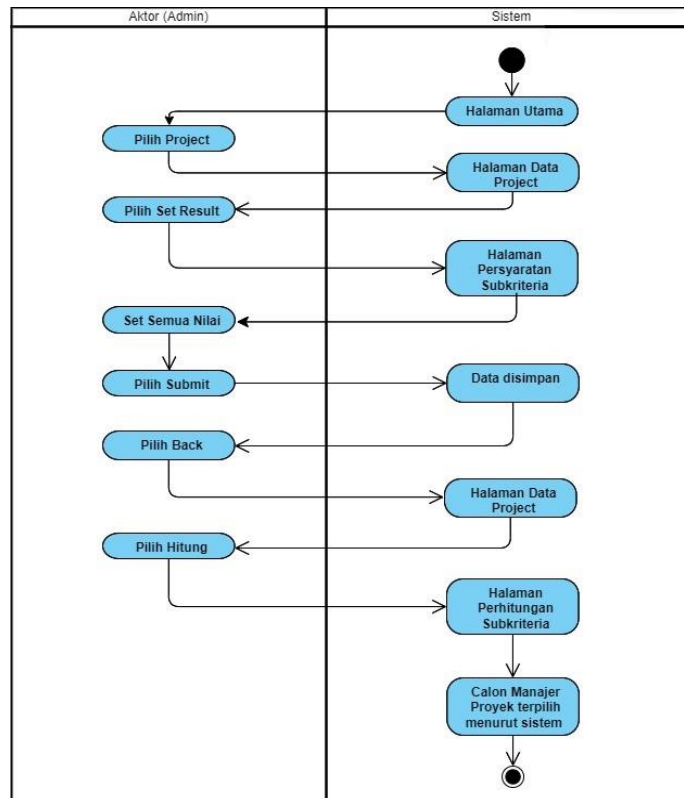 Aktor (Admin)
Sistem
Halaman Utama
Pilih Project
Halaman Data
Project
Pilih Set Result
Halaman
Persyaratan
Subkriteria
Set Semua Nilai
Pilih Submit
Data disimpan
Pilih Back
Halaman Data
Project
Pilih Hitung
Halaman
Perhitungan
Subkriteria
Calon Manajer
Proyek terpilih
menurut sistem